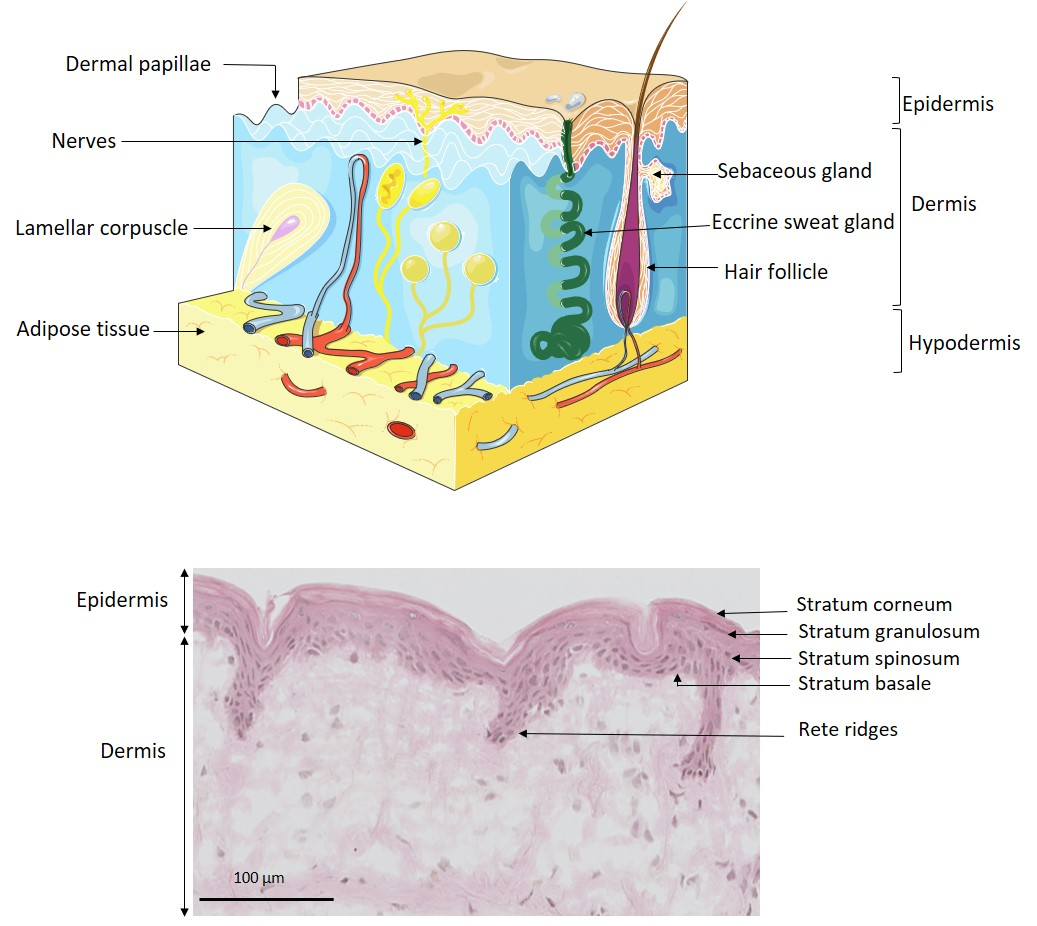 Dermal papillae
Nerves
Lamellar corpuscle
Adipose tissue
Epidermis
Sebaceous gland
Dermis
Eccrine sweat gland
Hair follicle
Hypodermis
Epidermis
Dermis
Stratum corneum
Stratum granulosum
Stratum spinosum
Stratum basale
Rete ridges
100 µm